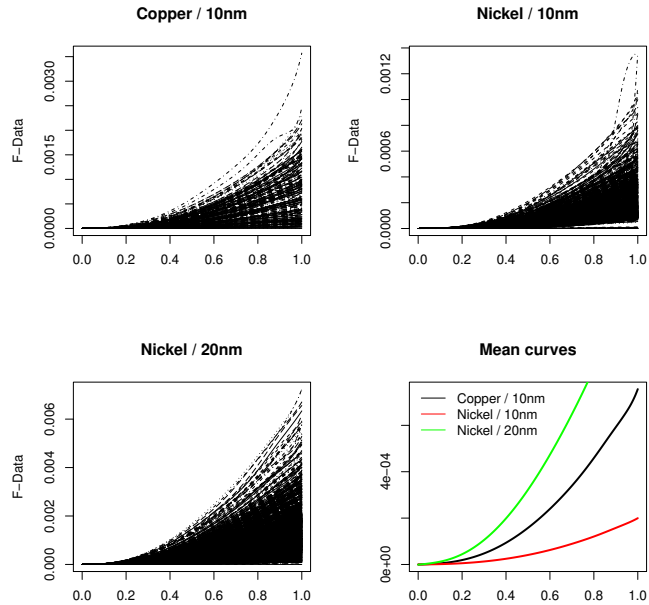 Copper / 10nm
F-Data
0.0000
0.0015
0.0030
0.0 0.2 0.4 0.6 0.8 1.0
Nickel / 10nm
F-Data
0.0000
0.0006
0.0012
0.0 0.2 0.4 0.6 0.8 1.0
Nickel / 20nm
F-Data
0.000
0.002
0.004
0.006
0.0 0.2 0.4 0.6 0.8 1.0
Mean curves
Copper / 10nm
Nickel / 10nm
Nickel / 20nm
0e+00
4e-04
0.0 0.2 0.4 0.6 0.8 1.0